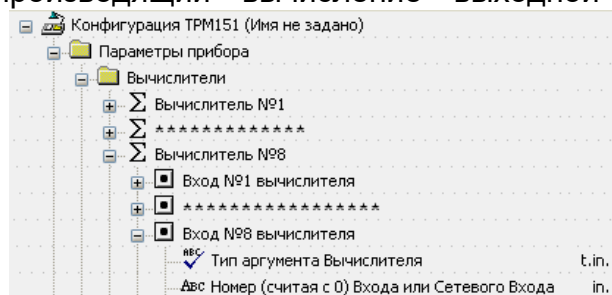 производящий вычисление выходной
Конфигурация ТРМ151 (Имя не задано)
Параметры прибора
Вычислители
Вычислитель №1
*************
Вычислитель №8
Вход №1 вычислителя
*****************
Вход №8 вычислителя
Тип аргумента Вычислителя t.in.
Номер (считая с 0) Входа или Сетевого Входа in.